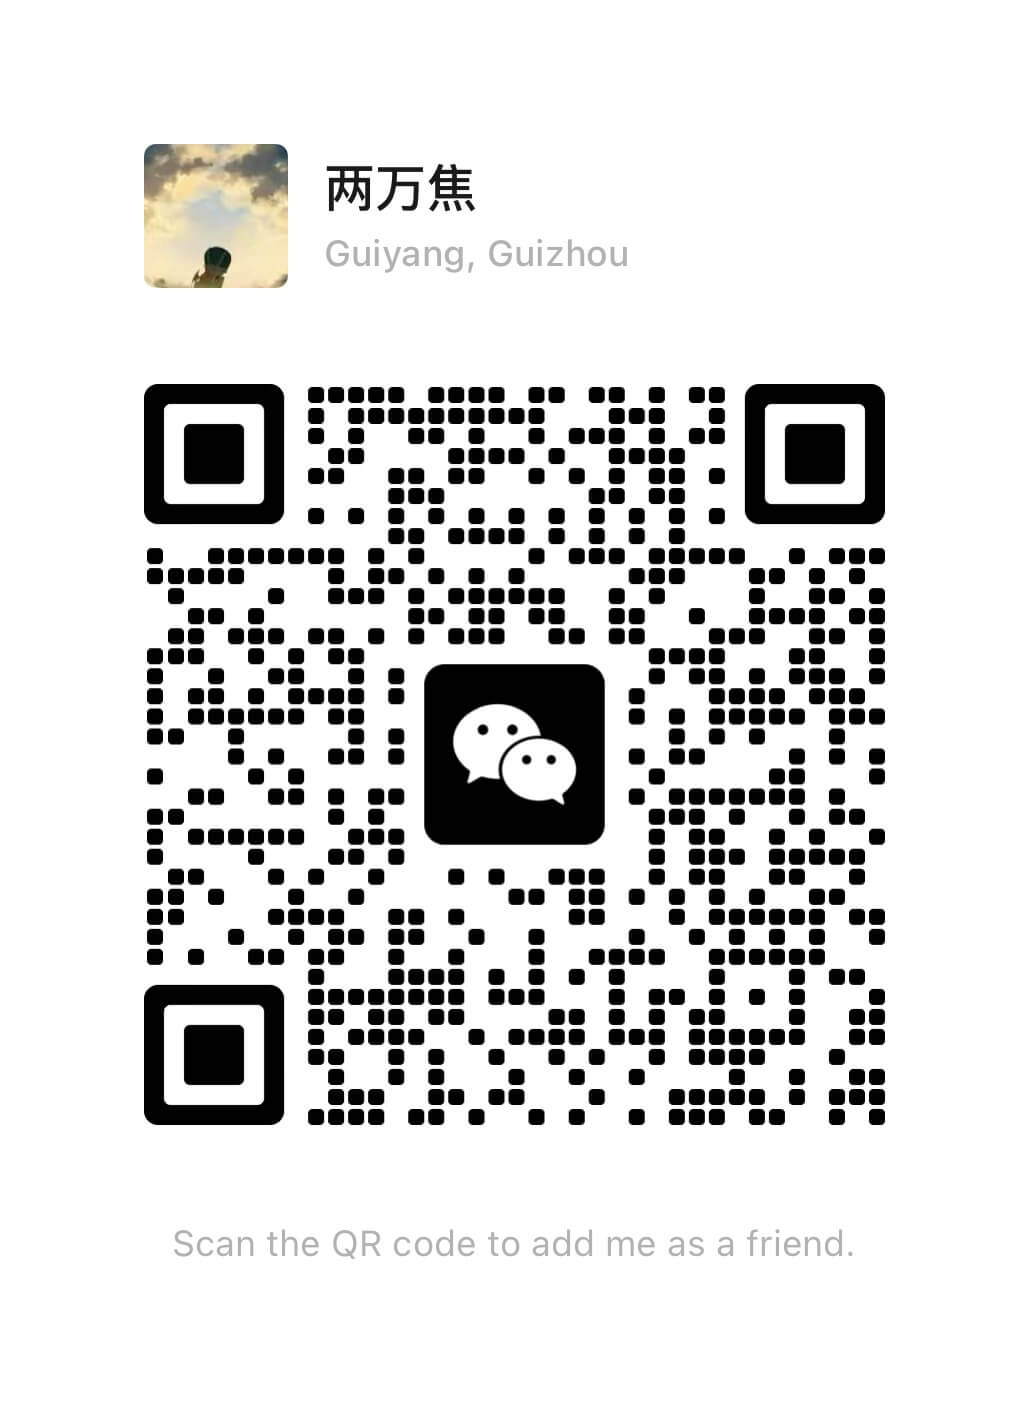 两万焦
Guiyang, Guizhou
Scan the QR code to add me as a friend.